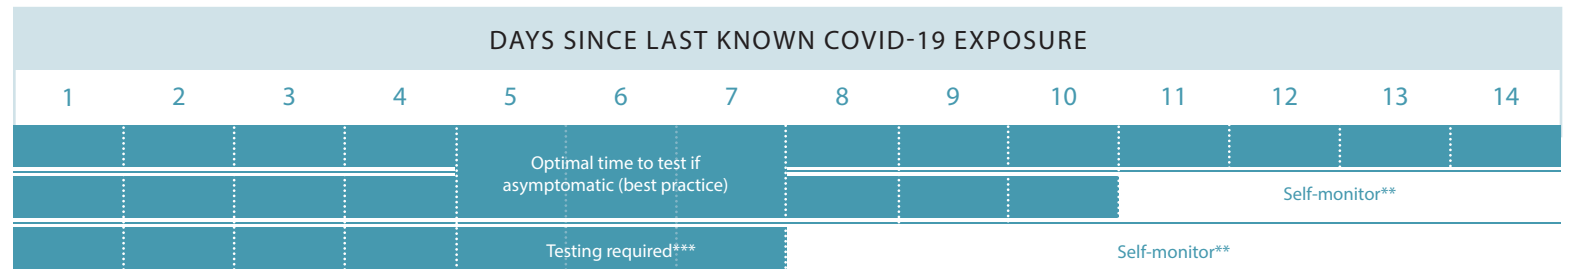 DAYS SINCE LAST KNOWN COVID-19 EXPOSURE
1 2 3 4 5 6 7 8 9 10 11 12 13 14
Optimal time to test if
asymptomatic (best practice)
Self-monitor**
Testing required***
Self-monitor**